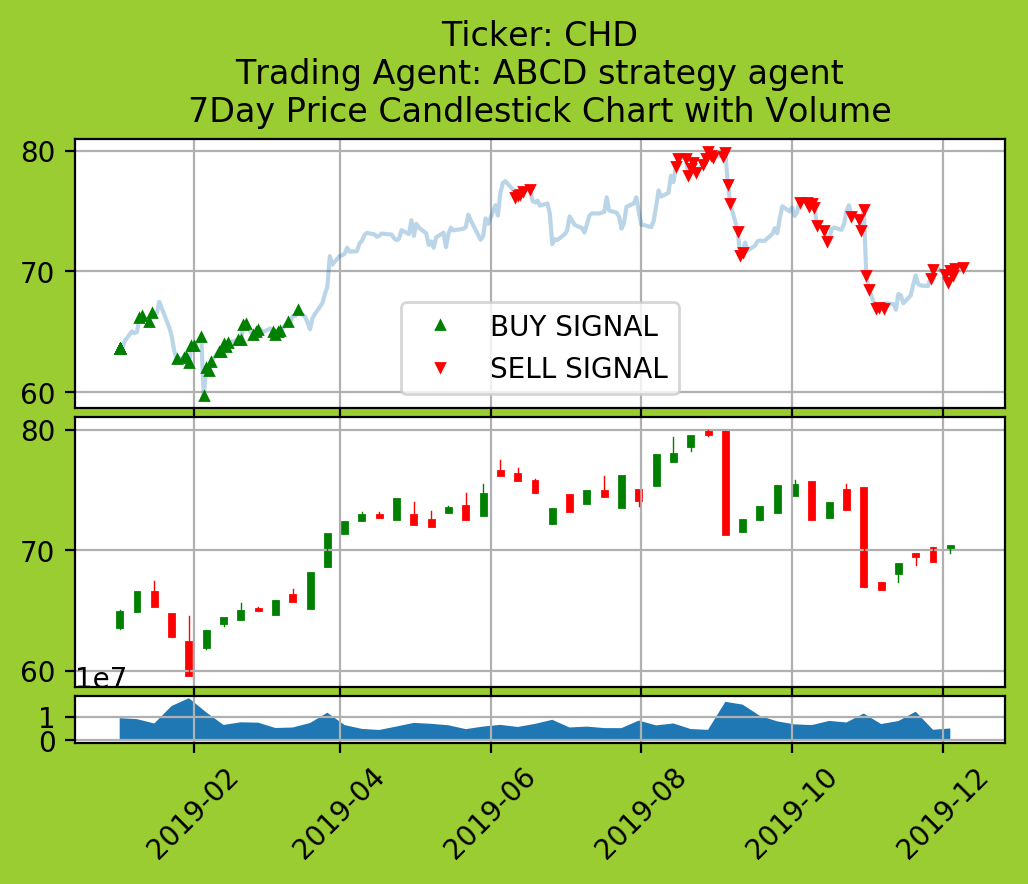 Ticker: CHD
Trading Agent: ABCD strategy agent
7Day Price Candlestick Chart with Volume
80
70
60
BUY SIGNAL
SELL SIGNAL
80
70
60
1e7
1
0
2019-02
2019-04
2019-06
2019-08
2019-10
2019-12